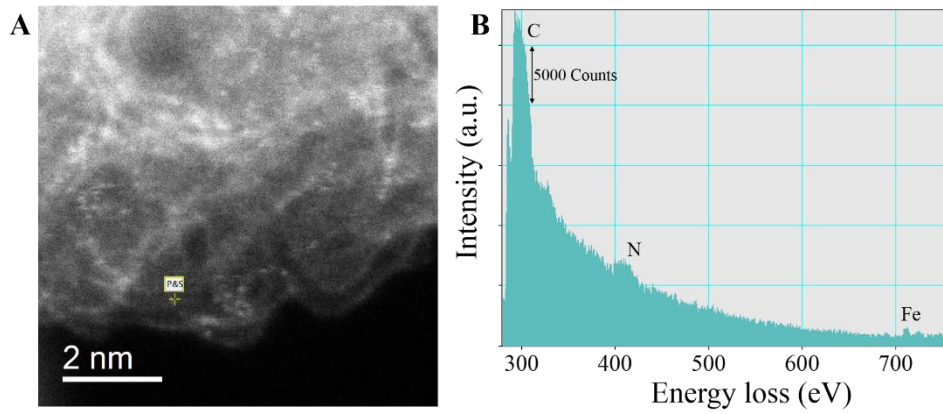 A
P&S
2 nm
B
C
5000 Counts
N
Fe
Intensity (a.u.)
300 400 500 600 700
Energy loss (eV)